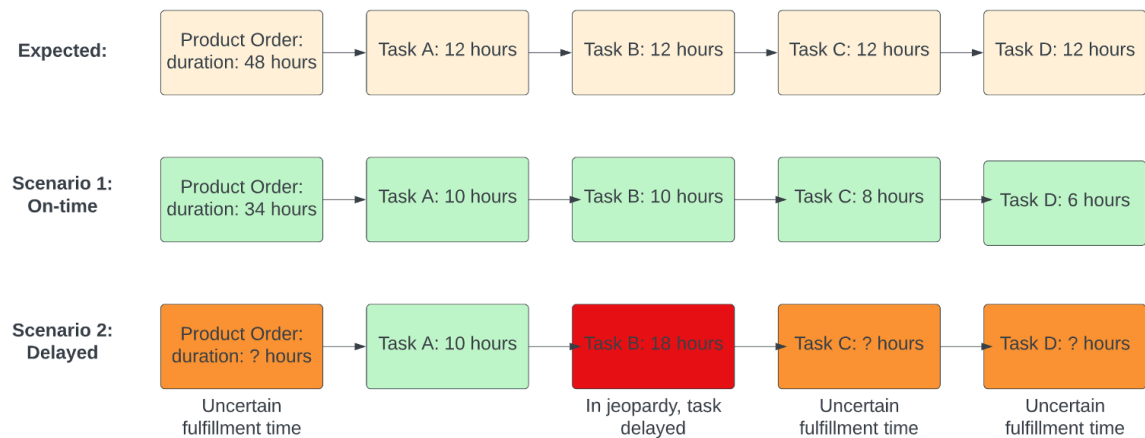 Expected:
Product Order:
duration: 48 hours
Task A: 12 hours
Task B: 12 hours
Task C: 12 hours
Task D: 12 hours
Scenario 1:
On-time
Product Order:
duration: 34 hours
Task A: 10 hours
Task B: 10 hours
Task C: 8 hours
Task D: 6 hours
Scenario 2:
Delayed
Product Order:
duration: ? hours
Task A: 10 hours
Task B: 18 hours
Task C: ? hours
Task D: ? hours
Uncertain
fulfillment time
In jeopardy, task
delayed
Uncertain
fulfillment time
Uncertain
fulfillment time